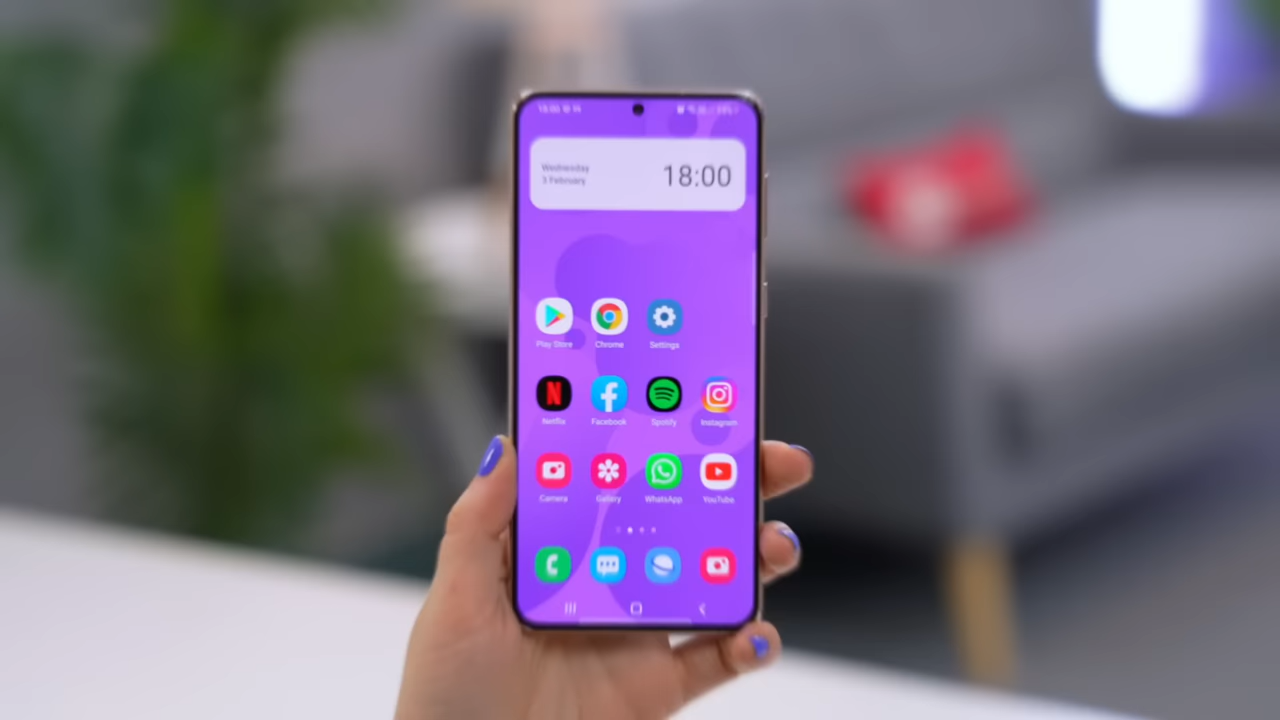 Wednesday
3 February
18:00
Play Store Chrome Settings
Netflix Facebook Spotify Instagram
Camera Gallery WhatsApp YouTube